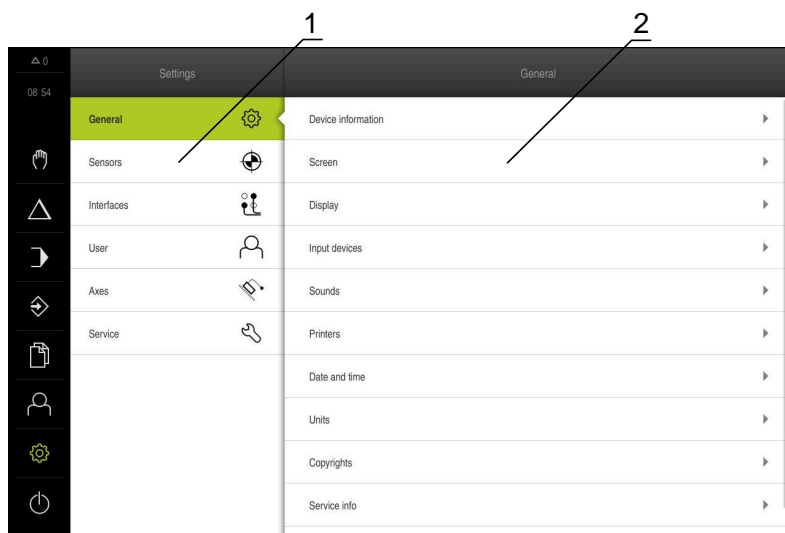 1
2
△ 0
08 54
Settings
General
General
Sensors
Interfaces
User
Axes
Service
Device information
Screen
Display
Input devices
Sounds
Printers
Date and time
Units
Copyrights
Service info